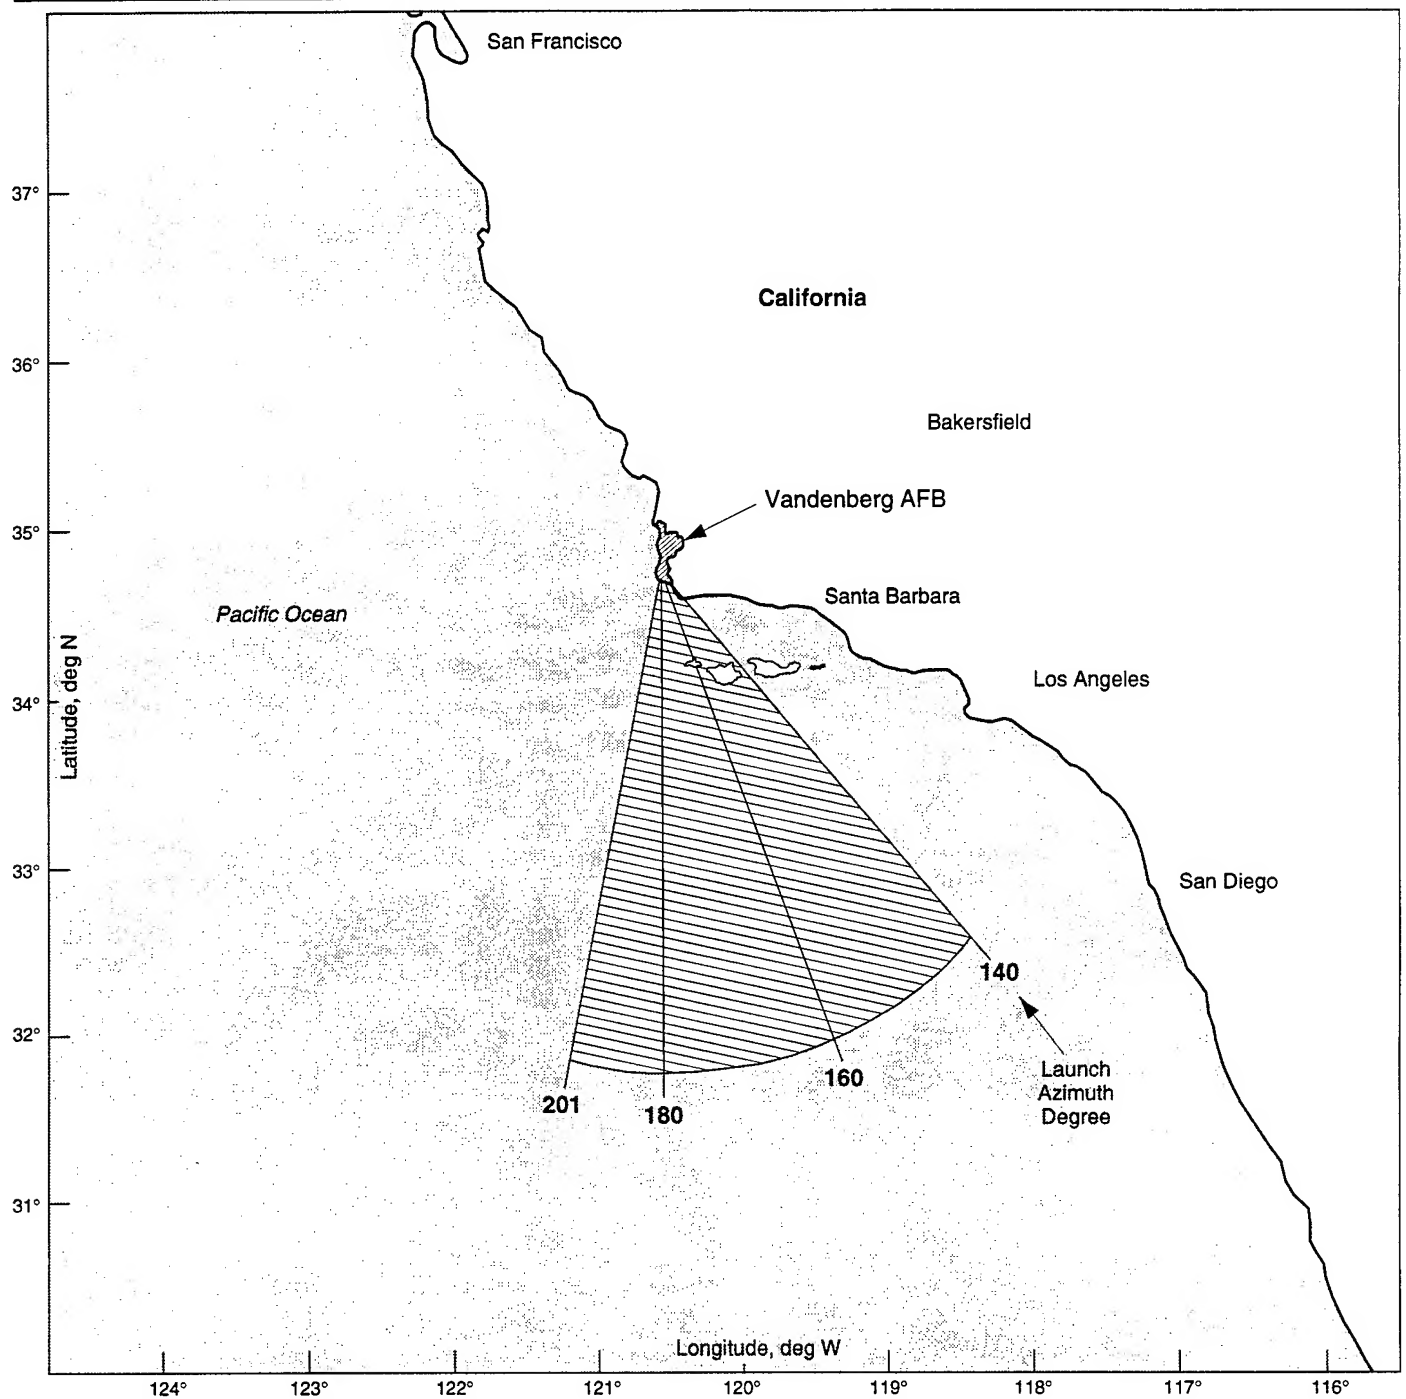 San Francisco
37°
California
36°
Bakersfield
Vandenberg AFB
35°
Santa Barbara
Pacific Ocean
Los Angeles
34°
Latitude, deg N
33°
San Diego
140
32°
Launch
Azimuth
Degree
160
201
180
31°
Longitude, deg W
124°
123°
122°
121°
120°
119°
118°
117°
116°